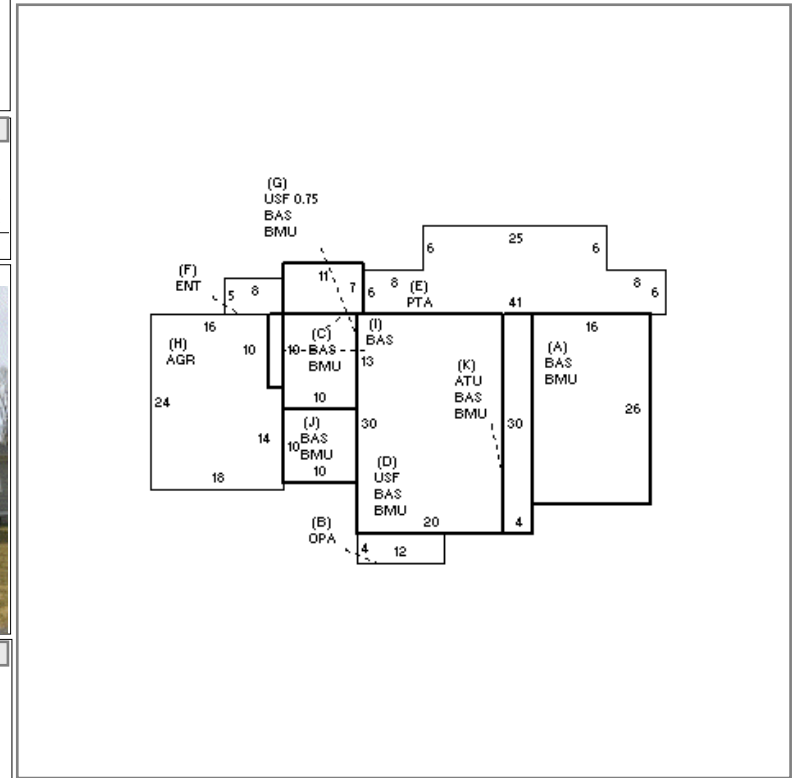 (G)
USF 0.75
BAS
BMU
6 25 6
(F)
ENT
5 8
11 7
6 8 (E) 8 6
PTA
41
16
(H)
AGR
10
10
(C)
BAS
BMU
(I)
BAS
13
16
(A)
BAS
BMU
(K)
ATU
BAS
BMU
24
10
30
30
26
14
10
(J)
BAS
BMU
10
18
(D)
USF
BAS
BMU
(B)
OPA
20
4
4 12